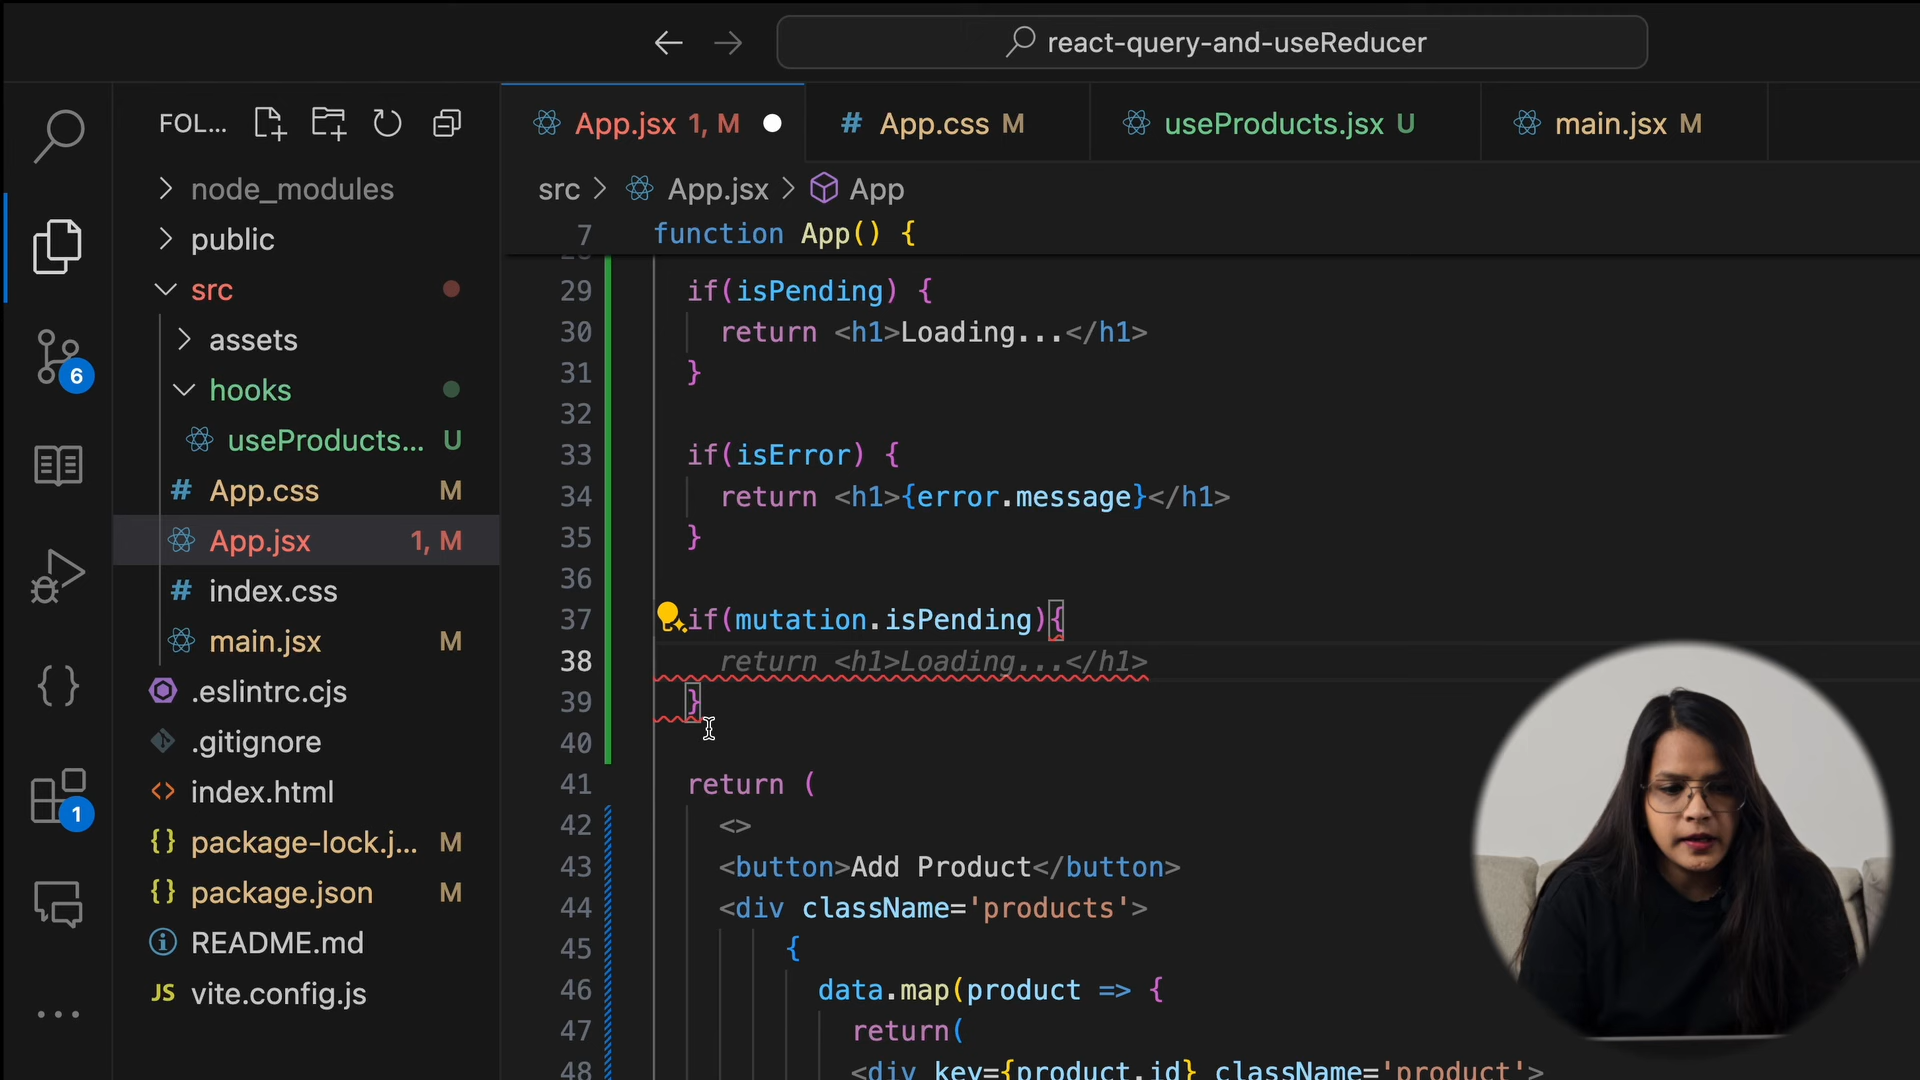 react-query-and-useReducer
FOL...
App.jsx 1, M
# App.css M
useProducts.jsx U
main.jsx M
node_modules
public
src
assets
hooks
useProducts... U
# App.css M
App.jsx 1, M
# index.css
main.jsx M
.eslintrc.cjs
.gitignore
<> index.html
{} package-lock.j... M
{} package.json M
README.md
JS vite.config.js
6
1
src > App.jsx > App
7 function App() {
29 if(isPending) {
30 return <h1>Loading...</h1>
31 }
32
33 if(isError) {
34 return <h1>{error.message}</h1>
35 }
36
37 if(mutation.isPending){
38 return <h1>Loading...</h1>
39 }
40
41 return (
42 <>
43 <button>Add Product</button>
44 <div className='products'>
45 {
46 data.map(product => {
47 return(
48 <div key={product.id} className='product'>